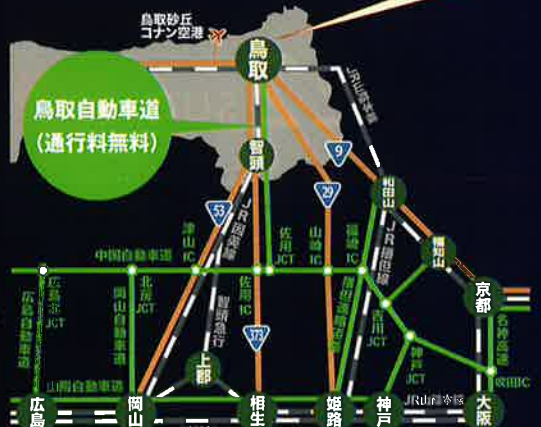 鳥取砂丘
コナン空港
鳥取
JR山陰本線
鳥取自動車道
(通行料無料)
智頭
9
29
53
和田山
JR因美線
津山IC
佐用JCT
山崎IC
福崎IC
JR播但線
福知山
中国自動車道
京都
広島北JCT
北房JCT
佐用IC
智頭急行
播但連絡道路
吉川JCT
広島自動車道
岡山自動車道
373
神戸JCT
名神高速
上郡
吹田IC
山陽自動車道
JR山陽本線
広島
岡山
相生
姫路
神戸
大阪